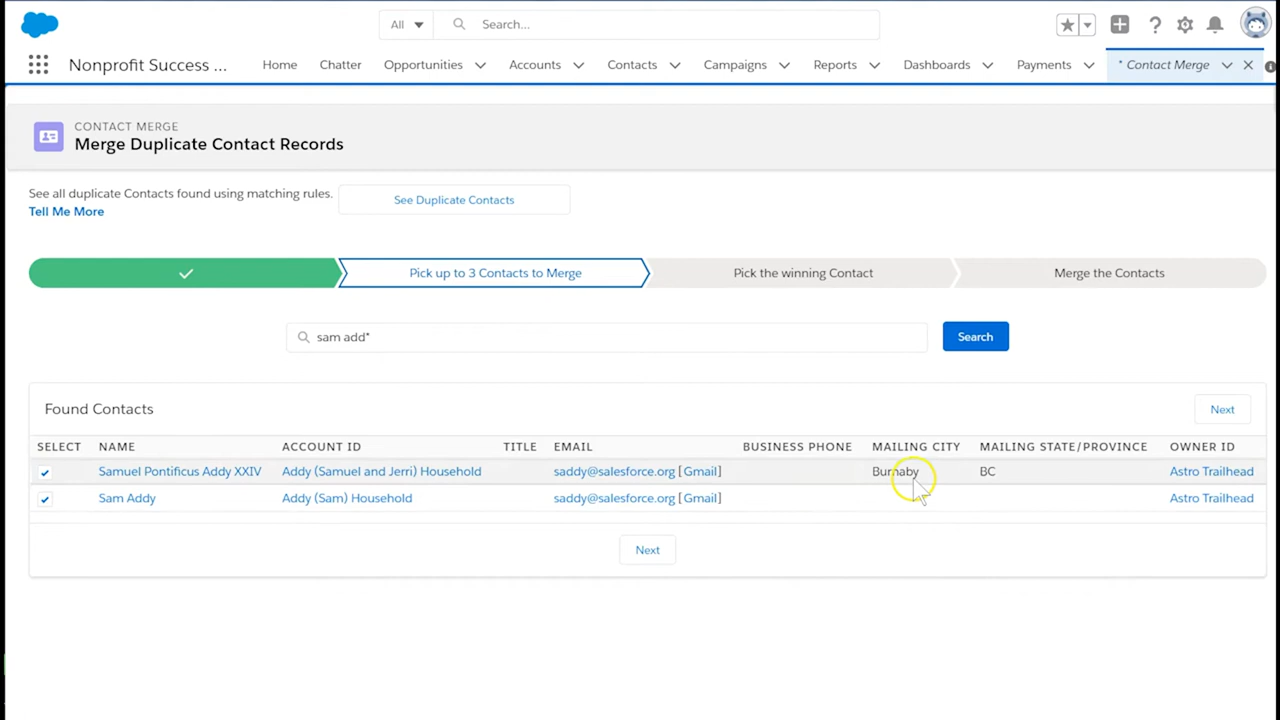 All
Search...
Nonprofit Success ...
Home
Chatter
Opportunities
Accounts
Contacts
Campaigns
Reports
Dashboards
Payments
* Contact Merge
CONTACT MERGE
Merge Duplicate Contact Records
See all duplicate Contacts found using matching rules.
Tell Me More
See Duplicate Contacts
Pick up to 3 Contacts to Merge
Pick the winning Contact
Merge the Contacts
sam add*
Search
Found Contacts
Next
SELECT NAME ACCOUNT ID TITLE EMAIL BUSINESS PHONE MAILING CITY MAILING STATE/PROVINCE OWNER ID
Samuel Pontificus Addy XXIV Addy (Samuel and Jerri) Household saddy@salesforce.org [Gmail] Burnaby BC Astro Trailhead
Sam Addy Addy (Sam) Household saddy@salesforce.org [Gmail] Astro Trailhead
Next